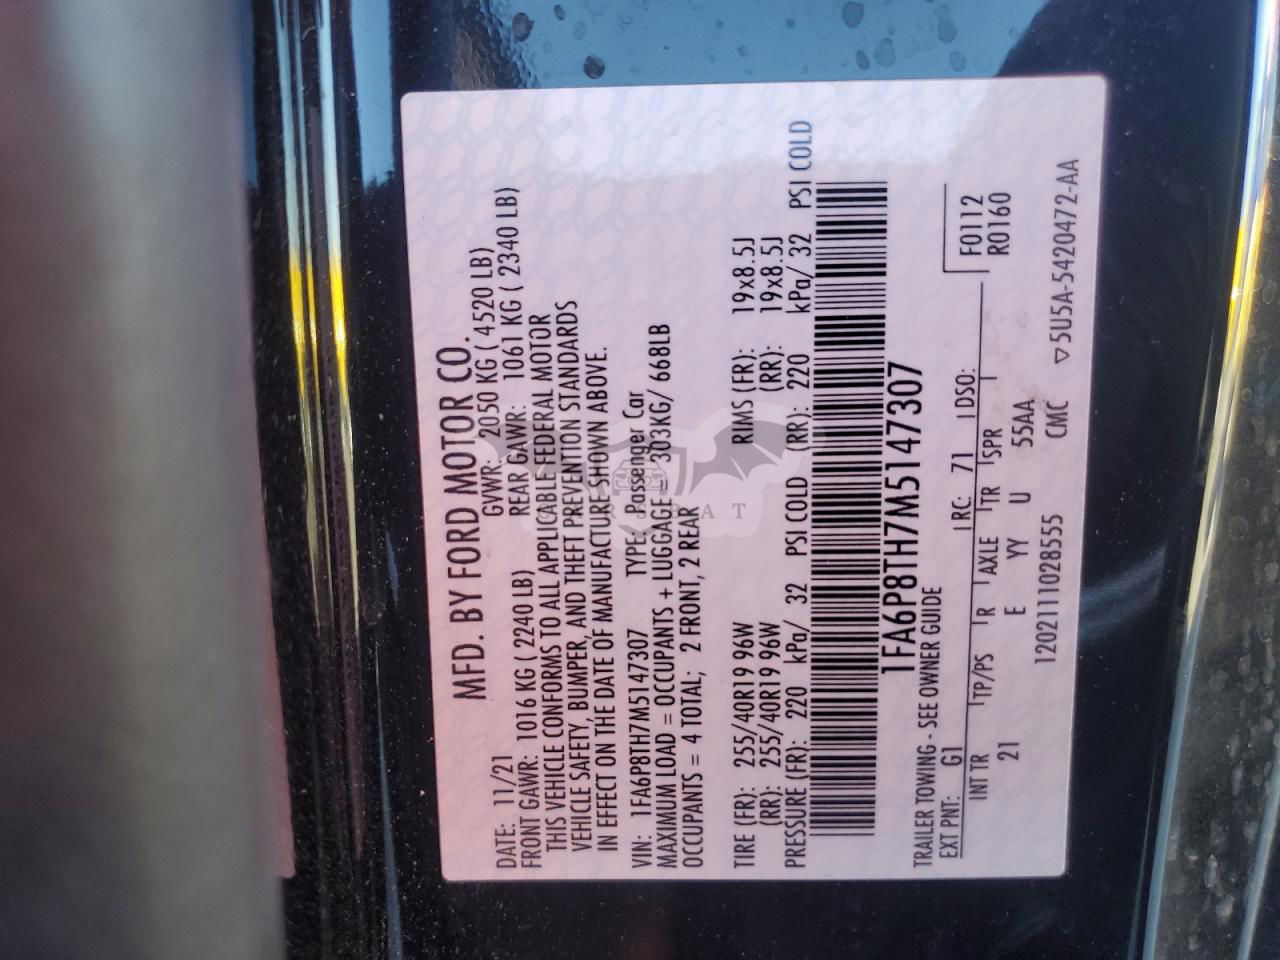 MFD. BY FORD MOTOR CO.
DATE: 11/21 GVWR: 2050 KG ( 4520 LB)
FRONT GAWR: 1016 KG ( 2240 LB) REAR GAWR: 1061 KG ( 2340 LB)
THIS VEHICLE CONFORMS TO ALL APPLICABLE FEDERAL MOTOR
VEHICLE SAFETY, BUMPER, AND THEFT PREVENTION STANDARDS
IN EFFECT ON THE DATE OF MANUFACTURE SHOWN ABOVE.
VIN: 1FA6P8TH7M5147307 TYPE: Passenger Car
MAXIMUM LOAD = OCCUPANTS + LUGGAGE = 303KG/ 668LB
OCCUPANTS = 4 TOTAL; 2 FRONT, 2 REAR
TIRE (FR): 255/40R19 96W RIMS (FR): 19x8.5J
(RR): 255/40R19 96W (RR): 19x8.5J
PRESSURE (FR): 220 kPa/ 32 PSI COLD (RR): 220 kPa/ 32 PSI COLD
1FA6P8TH7M5147307
TRAILER TOWING - SEE OWNER GUIDE
EXT PNT: G1 RC: 71 DSO: F0112
INT TR TP/PS R AXLE TR SPR R0160
21 E YY U 55AA
12021111028555 CMC ▽5U5A-5420472-AA